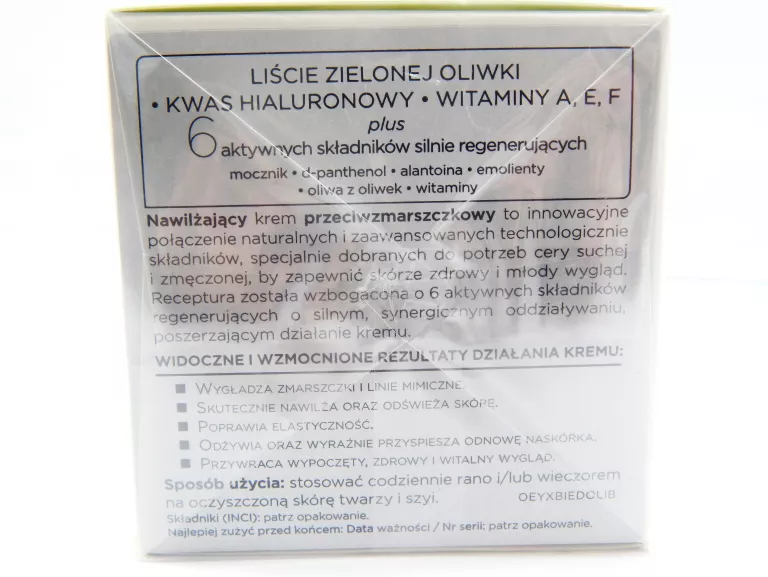 LIŚCIE ZIELONEJ OLIWKI
• KWAS HIALURONOWY • WITAMINY A, E, F
plus
6 aktywnych składników silnie regenerujących
mocznik • d-panthenol • alantoina • emolienty
• oliwa z oliwek • witaminy
Nawilżający krem przeciwzmarszczkowy to innowacyjne
połączenie naturalnych i zaawansowanych technologicznie
składników, specjalnie dobranych do potrzeb cery suchej
i zmęczonej, by zapewnić skórze zdrowy i młody wygląd.
Receptura została wzbogacona o 6 aktywnych składników
regenerujących o silnym, synergicznym oddziaływaniu,
poszerzającym działanie kremu.
WIDOCZNE I WZMOCNIONE REZULTATY DZIAŁANIA KREMU:
■ WYGŁADZA ZMARSZCZKI I LINIE MIMICZNE.
■ SKUTECZNIE NAWILŻA ORAZ ODŚWIEŻA SKÓRĘ.
■ POPRAWIA ELASTYCZNOŚĆ.
■ ODŻYWIA ORAZ WYRAŹNIE PRZYSPIESZA ODNOWĘ NASKÓRKA.
■ PRZYWRACA WYPOCZĘTY, ZDROWY I WITALNY WYGLĄD.
Sposób użycia: stosować codziennie rano i/lub wieczorem
na oczyszczoną skórę twarzy i szyi. OEYXBIEDOLIB
Składniki (INCI): patrz opakowanie.
Najlepiej zużyć przed końcem: Data ważności / Nr serii: patrz opakowanie.